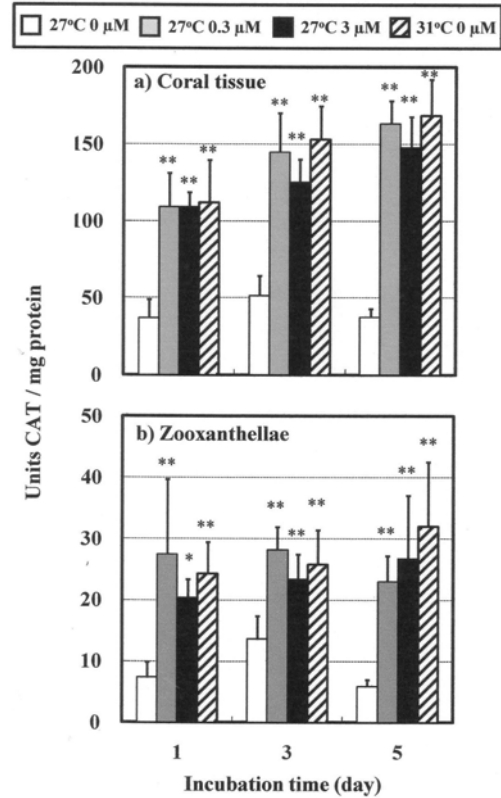 27°C 0 µM 27°C 0.3 µM 27°C 3 µM 31°C 0 µM
a) Coral tissue
200
150
100
50
0
** ** **
** ** **
** ** **
Units CAT / mg protein
b) Zooxanthellae
50
40
30
20
10
0
** * **
** ** **
** ** **
1 3 5
Incubation time (day)